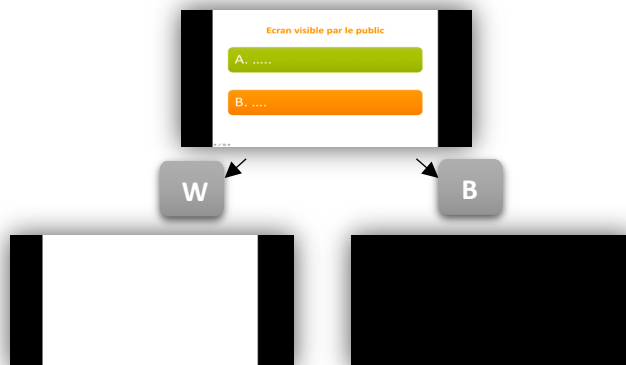 Ecran visible par le public
A. .....
B. ....
W
B